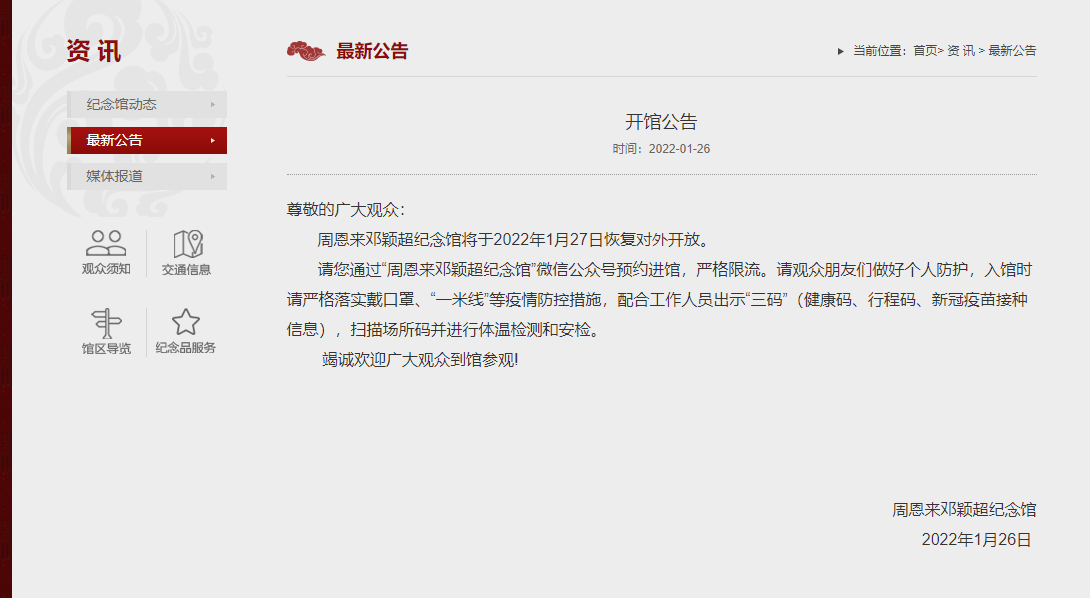 资 讯
纪念馆动态
最新公告
媒体报道
观众须知
交通信息
馆区导览
纪念品服务
最新公告
当前位置：首页> 资 讯 > 最新公告
开馆公告
时间：2022-01-26
尊敬的广大观众：
周恩来邓颖超纪念馆将于2022年1月27日恢复对外开放。
请您通过“周恩来邓颖超纪念馆”微信公众号预约进馆，严格限流。请观众朋友们做好个人防护，入馆时
请严格落实戴口罩、“一米线”等疫情防控措施，配合工作人员出示“三码”（健康码、行程码、新冠疫苗接种
信息），扫描场所码并进行体温检测和安检。
竭诚欢迎广大观众到馆参观!
周恩来邓颖超纪念馆
2022年1月26日